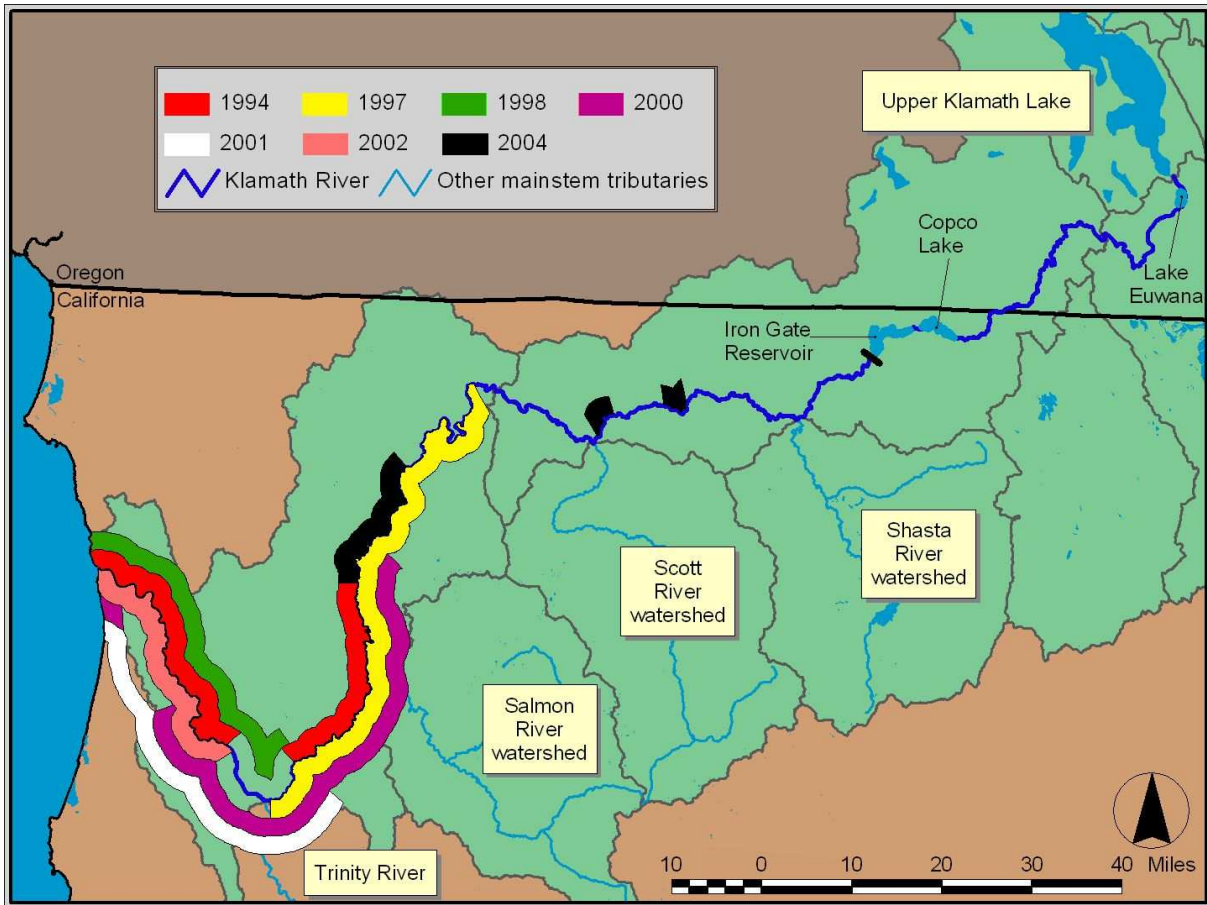 1994 1997 1998 2000
2001 2002 2004
Klamath River Other mainstem tributaries
Upper Klamath Lake
Copco
Lake
Lake
Euwana
Oregon
California
Iron Gate
Reservoir
Shasta
River
watershed
Scott
River
watershed
Salmon
River
watershed
Trinity River
10 0 10 20 30 40 Miles